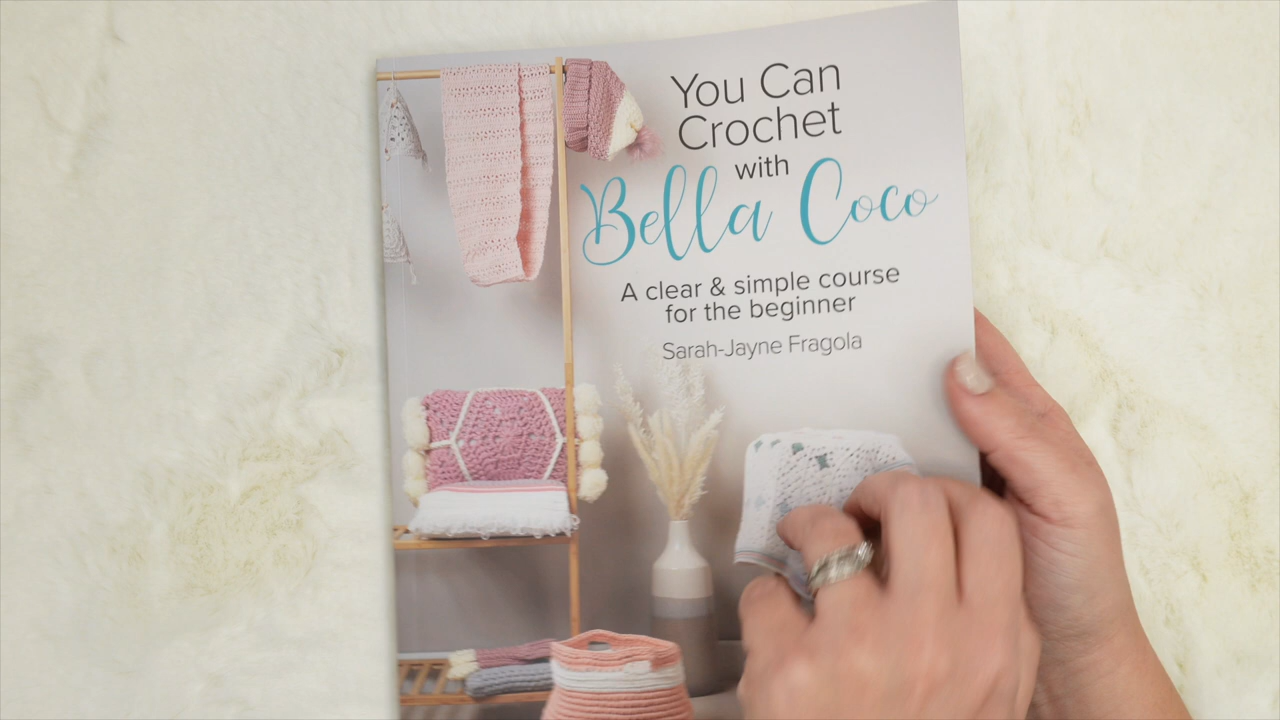 You Can
Crochet
with
Bella Coco
A clear & simple course
for the beginner
Sarah-Jayne Fragola